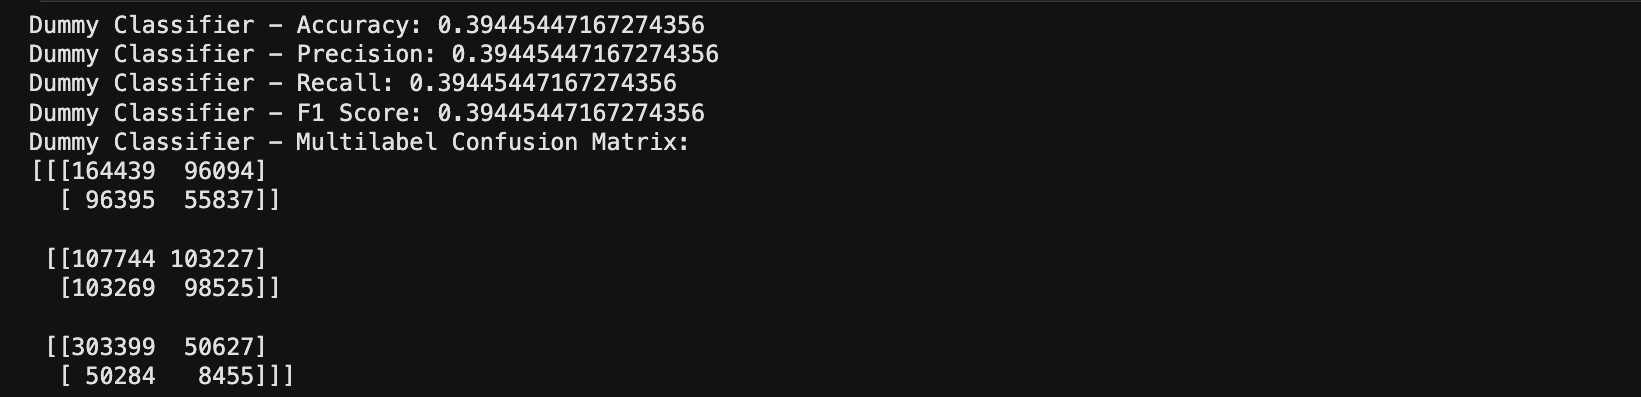 Dummy Classifier – Accuracy: 0.39445447167274356
Dummy Classifier – Precision: 0.39445447167274356
Dummy Classifier – Recall: 0.39445447167274356
Dummy Classifier – F1 Score: 0.39445447167274356
Dummy Classifier – Multilabel Confusion Matrix:
[[[164439  96094]
  [ 96395  55837]]

 [[107744 103227]
  [103269  98525]]

 [[303399  50627]
  [ 50284   8455]]]